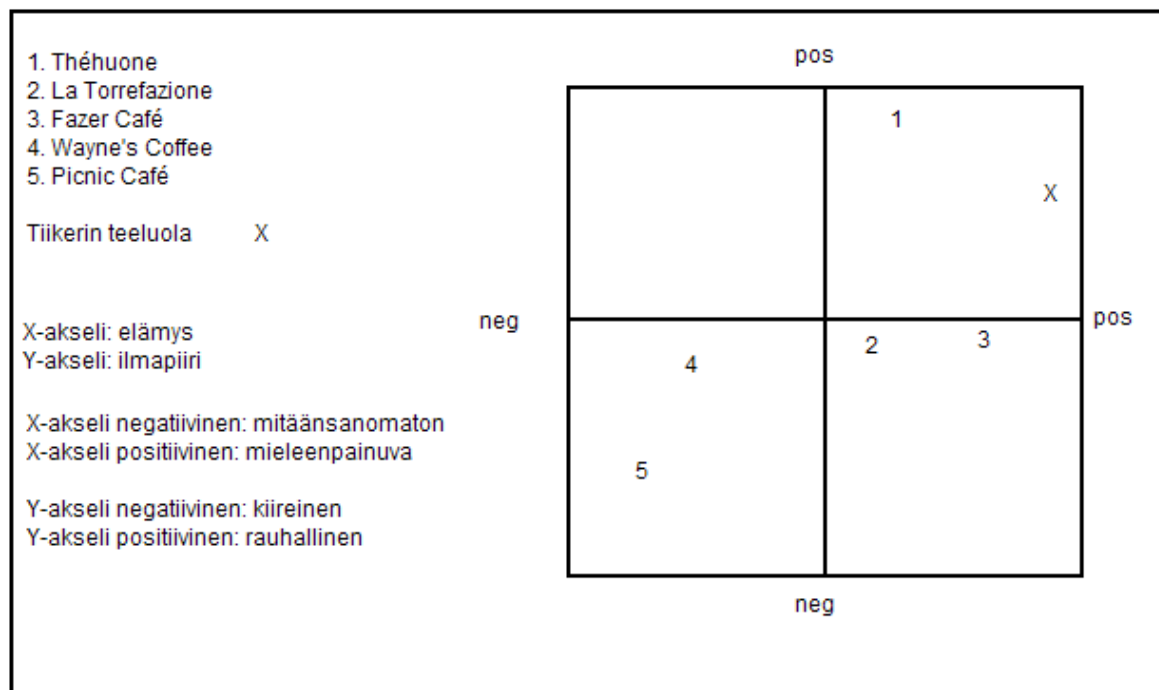 1. Théhuone
2. La Torrefazione
3. Fazer Café
4. Wayne's Coffee
5. Picnic Café
Tiikerin teeluola X
X-akseli: elämys
Y-akseli: ilmapiiri
X-akseli negatiivinen: mitäänsanomaton
X-akseli positiivinen: mieleenpainuva
Y-akseli negatiivinen: kiireinen
Y-akseli positiivinen: rauhallinen
pos
1
X
neg
pos
2
3
4
5
neg